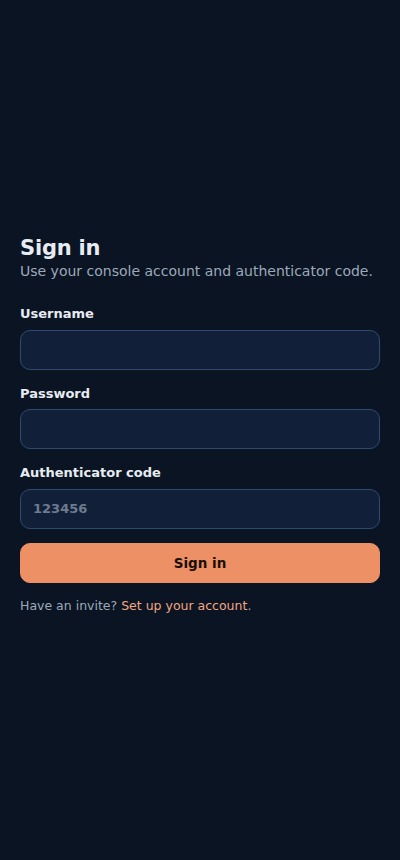 Sign in
Use your console account and authenticator code.
Username
Password
Authenticator code
123456
Sign in
Have an invite? Set up your account.